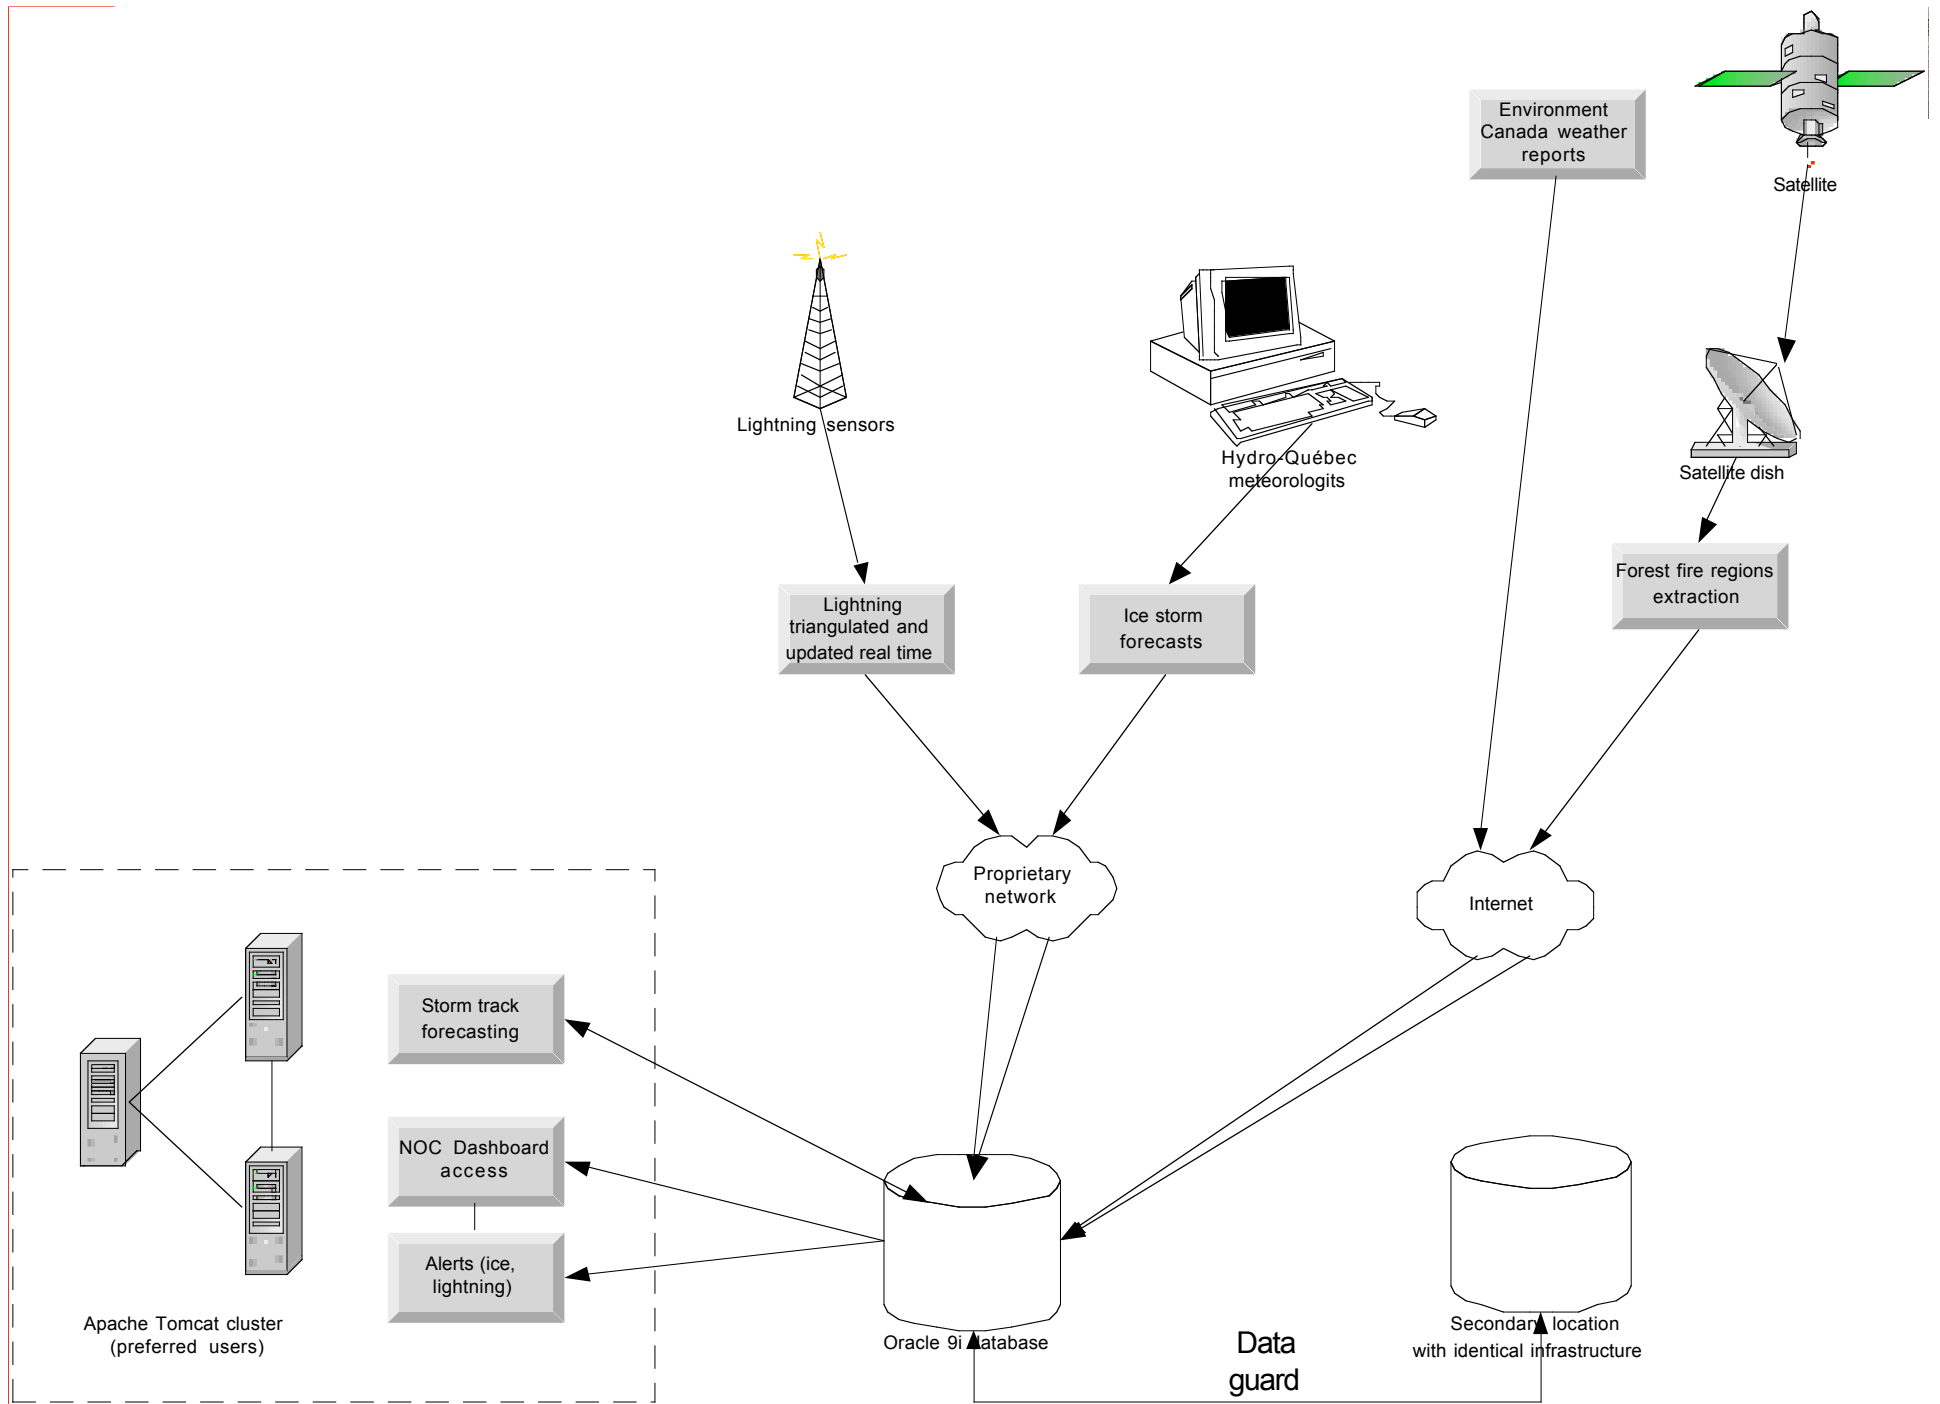 Environment
Canada weather
reports
Satellite
Lightning sensors
Hydro-Québec
meteorologits
Satellite dish
Lightning
triangulated and
updated real time
Ice storm
forecasts
Forest fire regions
extraction
Proprietary
network
Internet
Storm track
forecasting
NOC Dashboard
access
Alerts (ice,
lightning)
Apache Tomcat cluster
(preferred users)
Oracle 9i database
Data
guard
Secondary location
with identical infrastructure